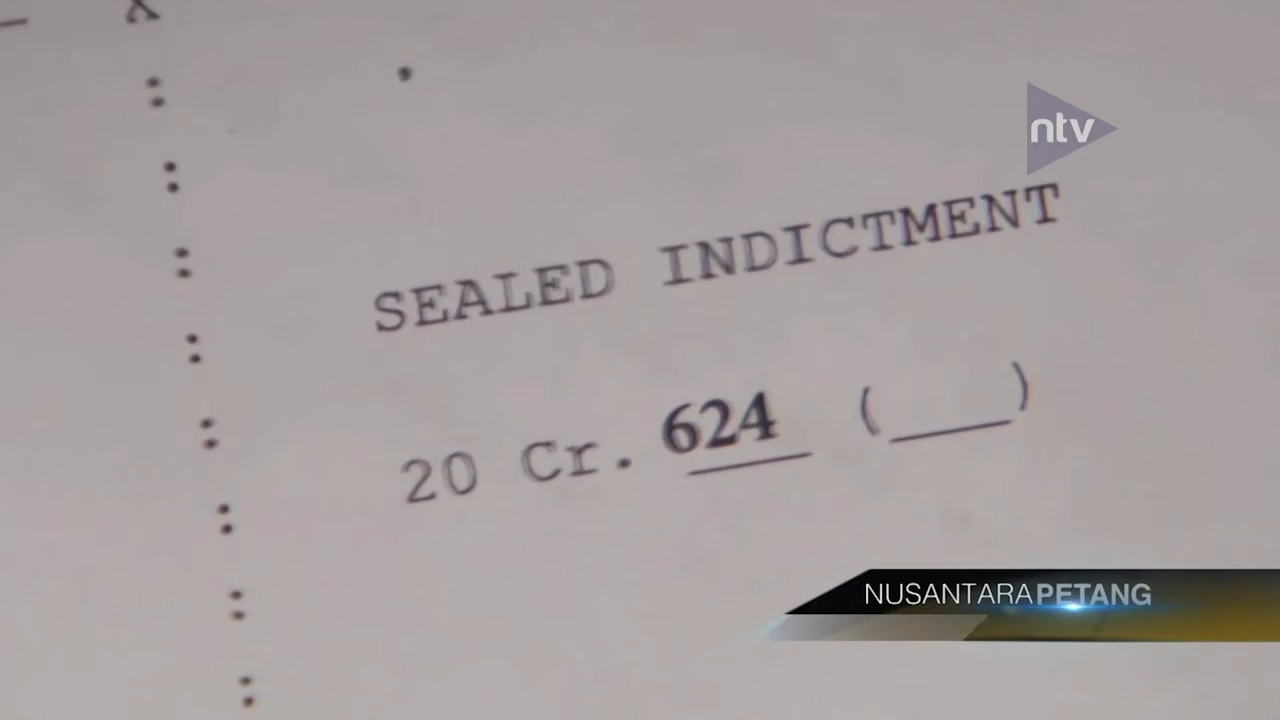 X
ntv
SEALED INDICTMENT
20 Cr. 624 (___)
NUSANTARA PETANG